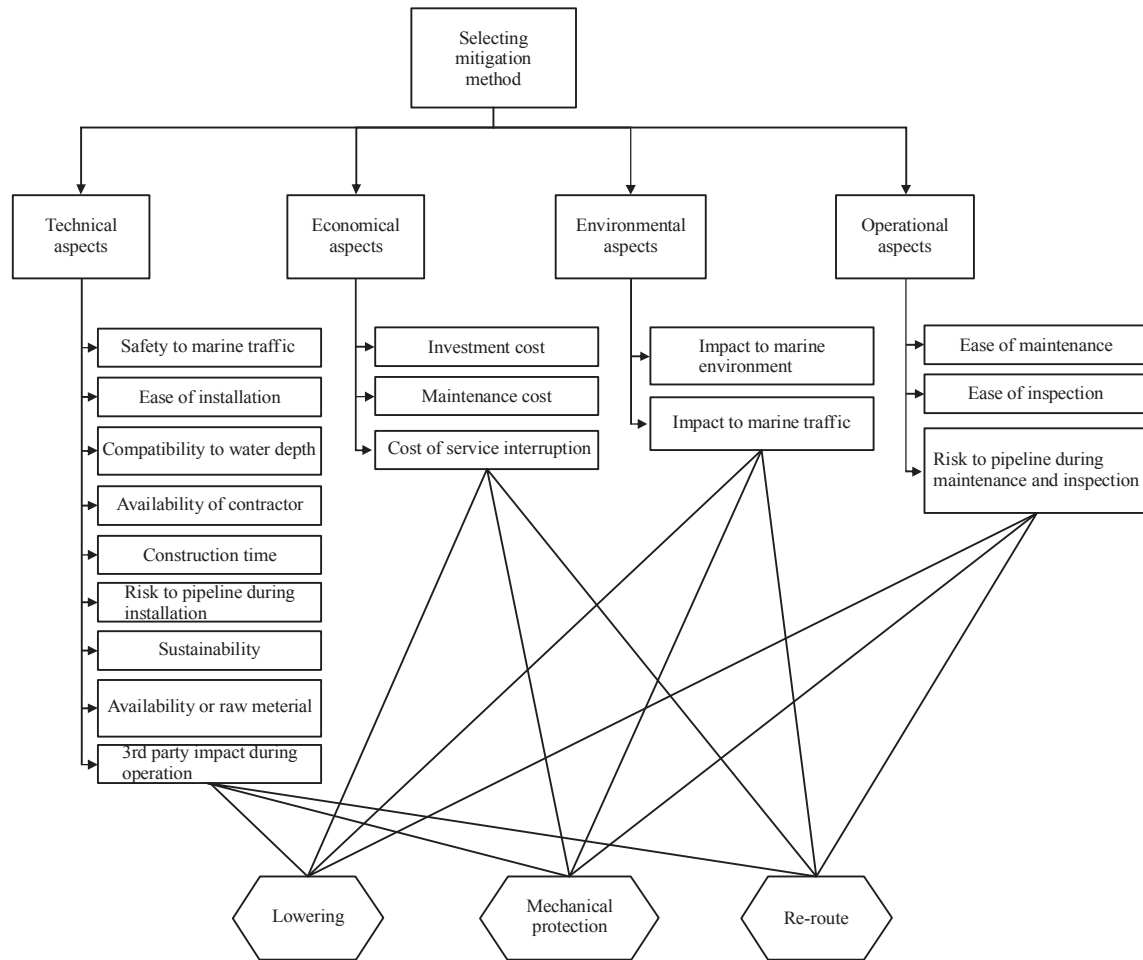 Selecting
mitigation
method
Technical
aspects
Economical
aspects
Environmental
aspects
Operational
aspects
Safety to marine traffic
Ease of installation
Compatibility to water depth
Availability of contractor
Construction time
Risk to pipeline during
installation
Sustainability
Availability or raw meterial
3rd party impact during
operation
Investment cost
Maintenance cost
Cost of service interruption
Impact to marine
environment
Impact to marine traffic
Ease of maintenance
Ease of inspection
Risk to pipeline during
maintenance and inspection
Lowering
Mechanical
protection
Re-route